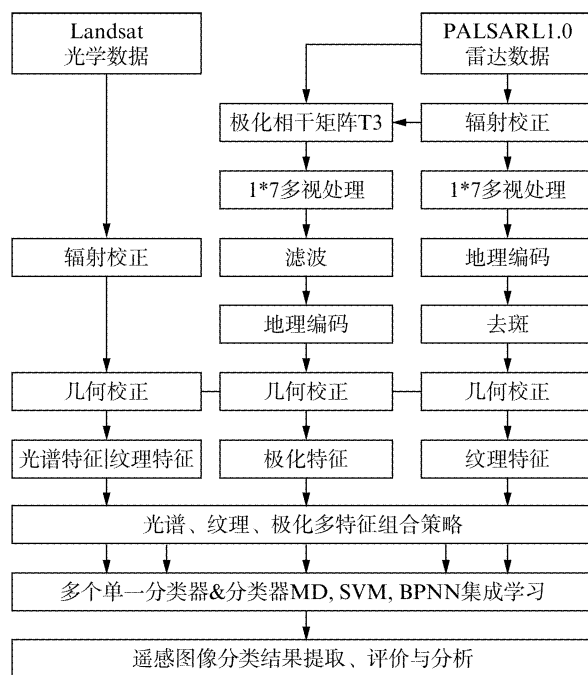 Landsat
光学数据
PALSARL1.0
雷达数据
极化相干矩阵T3
辐射校正
1*7多视处理
1*7多视处理
辐射校正
滤波
地理编码
地理编码
去斑
几何校正
几何校正
几何校正
光谱特征|纹理特征
极化特征
纹理特征
光谱、纹理、极化多特征组合策略
多个单一分类器&分类器MD, SVM, BPNN集成学习
遥感图像分类结果提取、评价与分析